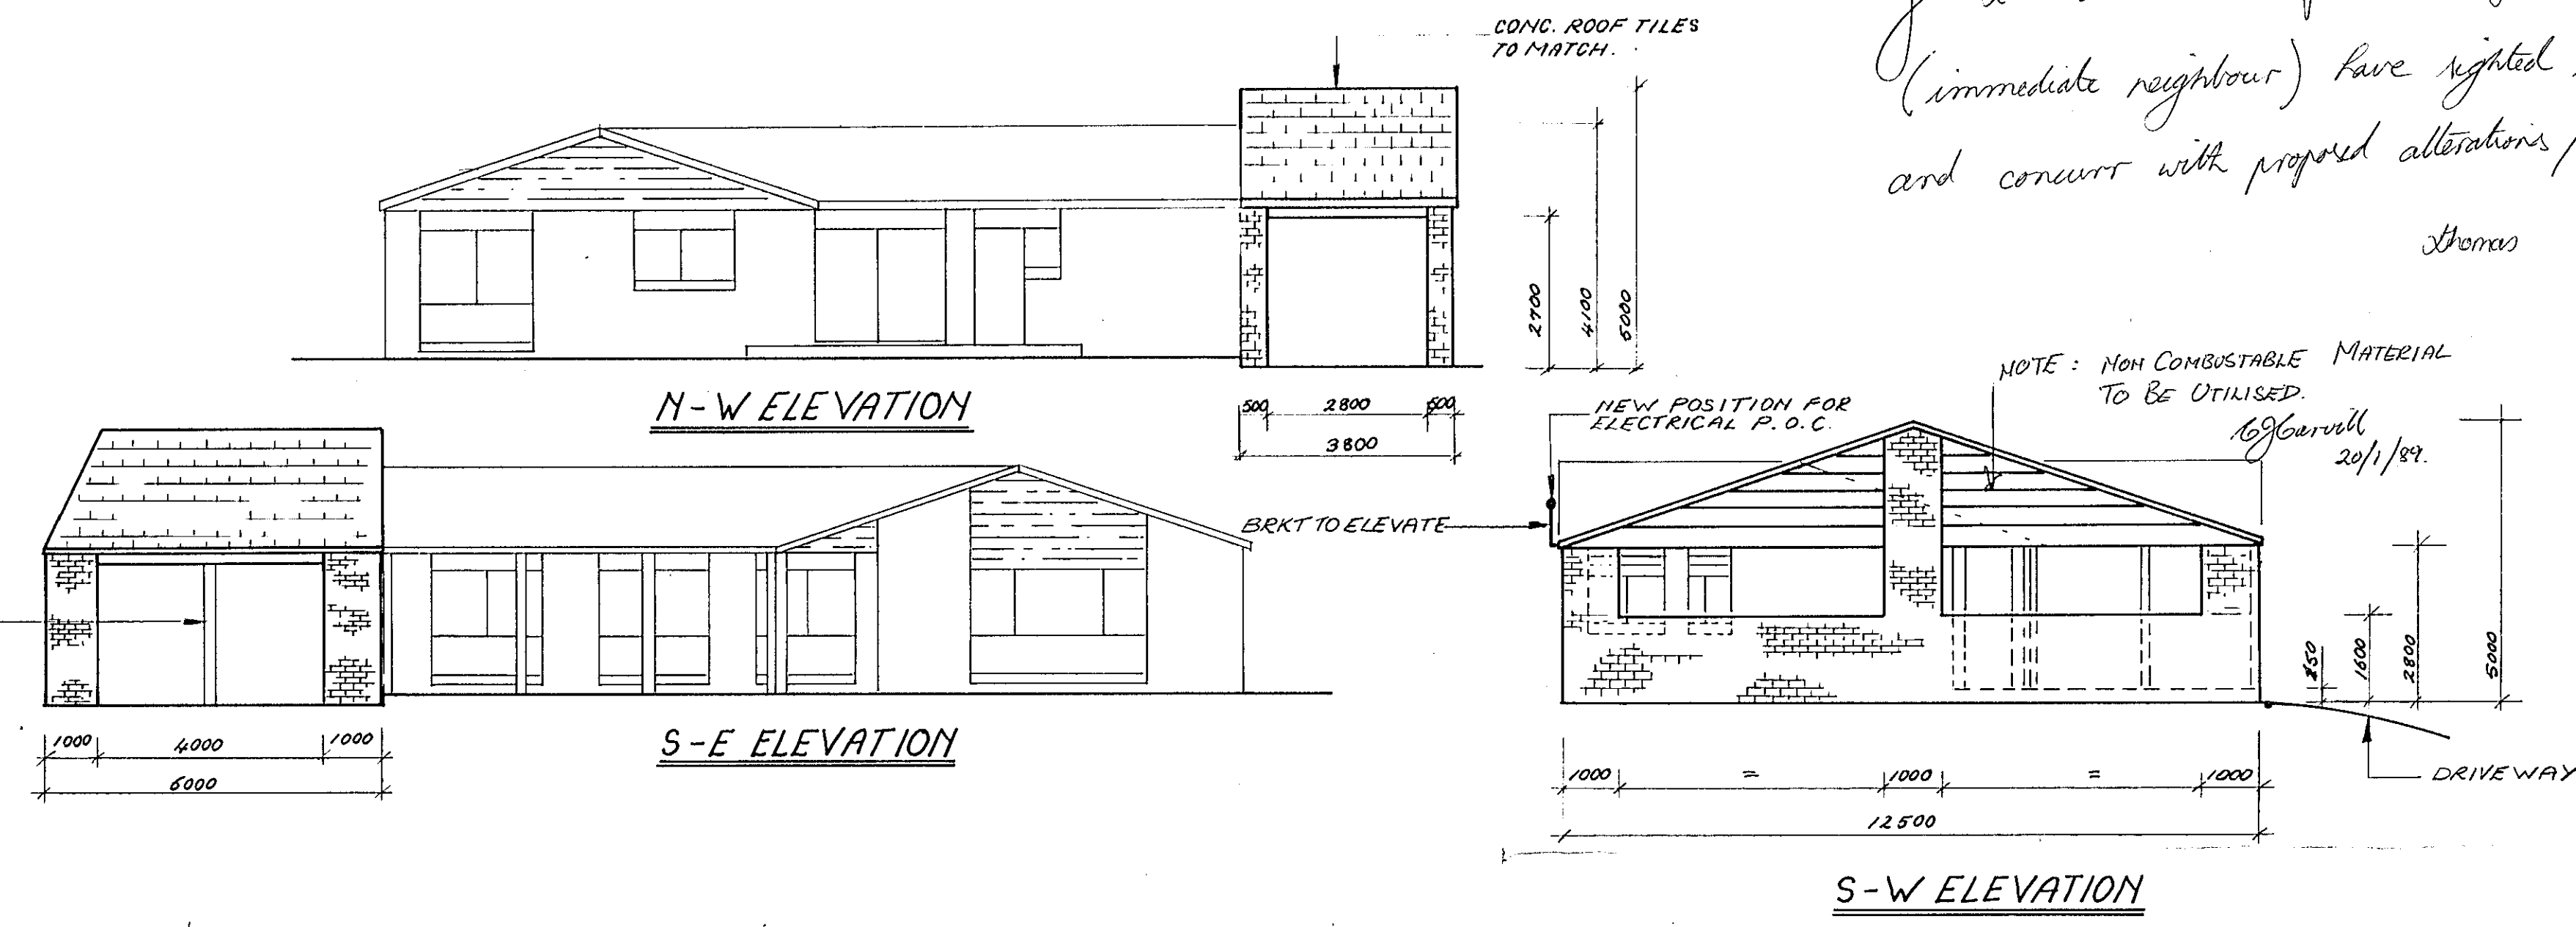 CONC. ROOF TILES
TO MATCH.
(immediate neighbour) have sighted
and concurr with proposed alterations
Thomas
2700
4100
5000
N-W ELEVATION
500
2800
500
3800
NOTE : NON COMBUSTABLE MATERIAL
TO BE UTILISED.
20/1/89.
NEW POSITION FOR
ELECTRICAL P.O.C.
BRKT TO ELEVATE
S-E ELEVATION
1000
4000
1000
6000
1600
2800
5000
1000
=
1000
=
1000
12500
DRIVEWAY
S-W ELEVATION